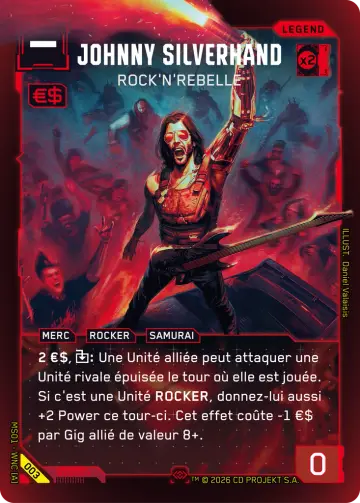 LEGEND
JOHNNY SILVERHAND
x2
ROCK'N'REBELLE
€$
ILLUST. Daniel Valaisis
MERC ROCKER SAMURAI
2 €$, : Une Unité alliée peut attaquer une
Unité rivale épuisée le tour où elle est jouée.
Si c'est une Unité ROCKER, donnez-lui aussi
+2 Power ce tour-ci. Cet effet coûte -1 €$
par Gig allié de valeur 8+.
003
™ © 2026 CD PROJEKT S.A.
0